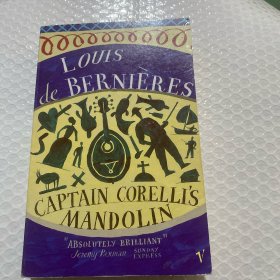 LOUIS
de BERNIÈRES
CAPTAIN CORELLI'S
MANDOLIN
"ABSOLUTELY BRILLIANT"
Jeremy Paxman SUNDAY
EXPRESS
V